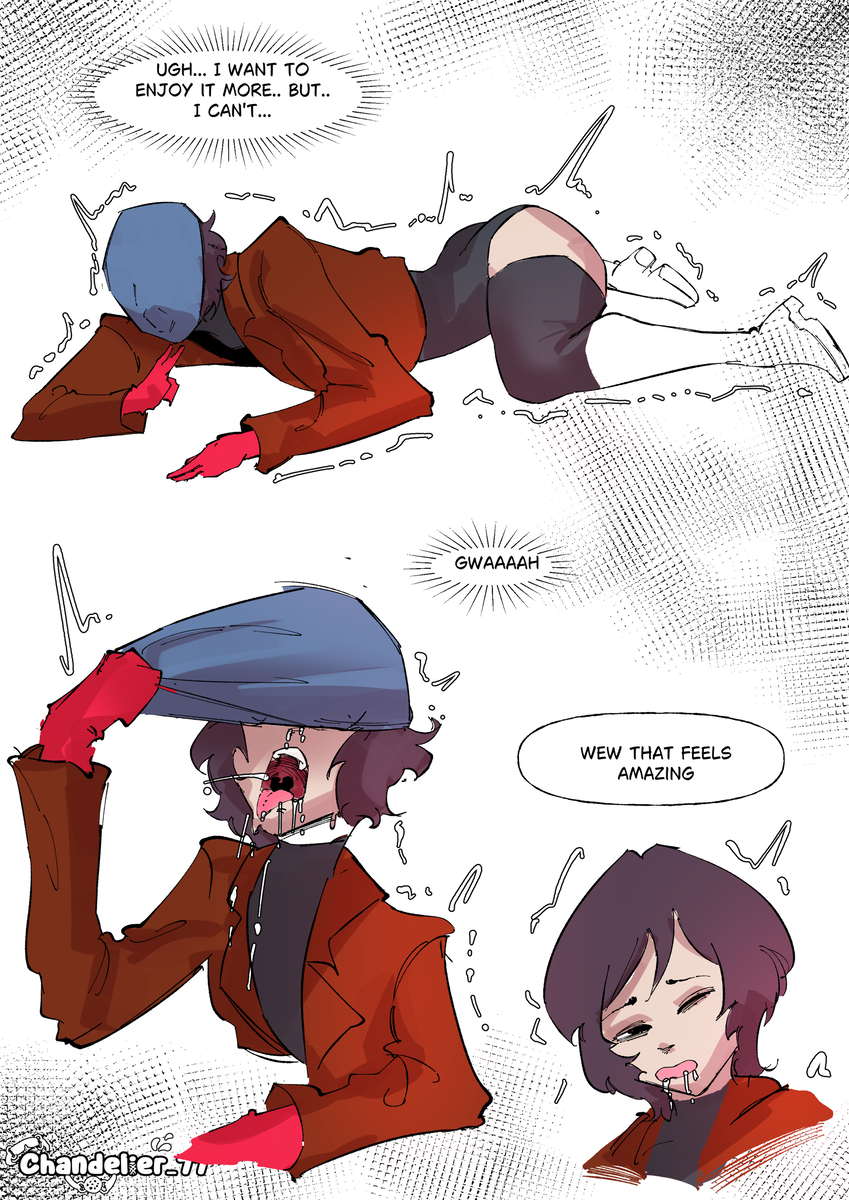 UGH... I WANT TO
ENJOY IT MORE.. BUT..
I CAN'T...
GWAAAAH
WEW THAT FEELS
AMAZING
Chandelier_77